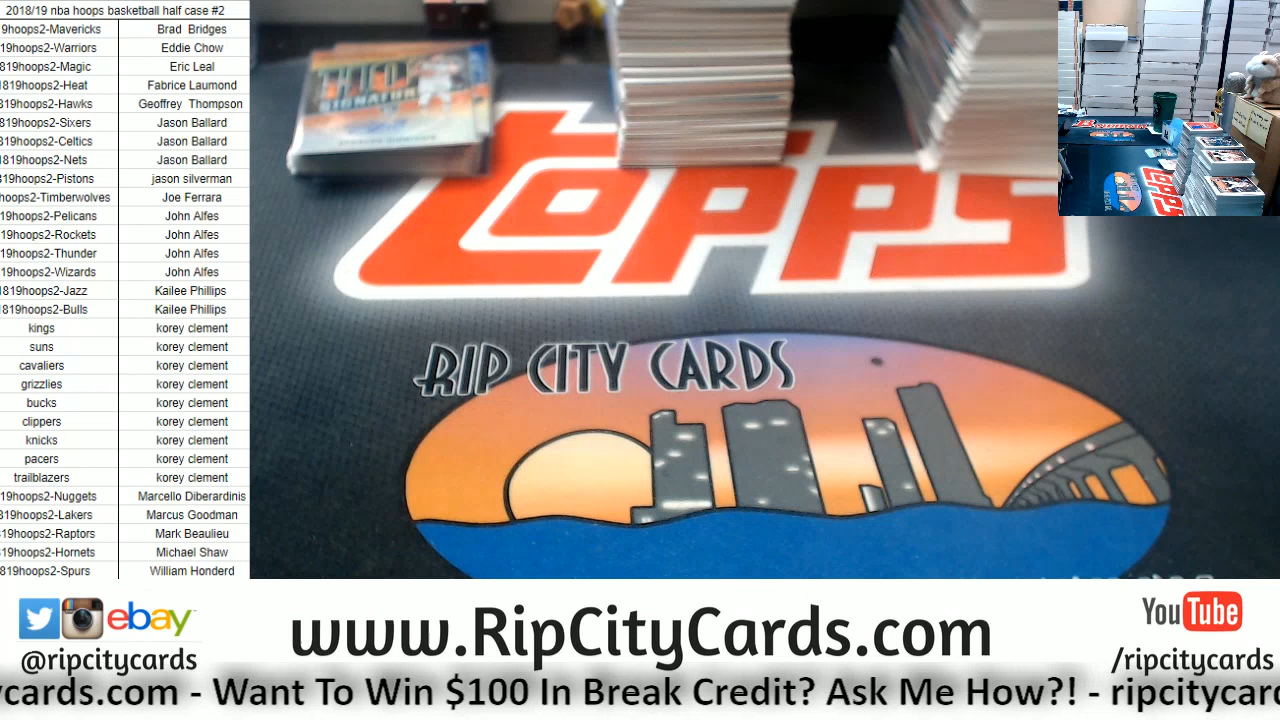 2018/19 nba hoops basketball half case #2
9hoops2-Mavericks Brad Bridges
19hoops2-Warriors Eddie Chow
819hoops2-Magic Eric Leal
1819hoops2-Heat Fabrice Laumond
819hoops2-Hawks Geoffrey Thompson
819hoops2-Sixers Jason Ballard
819hoops2-Celtics Jason Ballard
1819hoops2-Nets Jason Ballard
819hoops2-Pistons jason silverman
hoops2-Timberwolves Joe Ferrara
19hoops2-Pelicans John Alfes
19hoops2-Rockets John Alfes
19hoops2-Thunder John Alfes
19hoops2-Wizards John Alfes
1819hoops2-Jazz Kailee Phillips
1819hoops2-Bulls Kailee Phillips
kings korey clement
suns korey clement
cavaliers korey clement
grizzlies korey clement
bucks korey clement
clippers korey clement
knicks korey clement
pacers korey clement
trailblazers korey clement
19hoops2-Nuggets Marcello Diberardinis
819hoops2-Lakers Marcus Goodman
819hoops2-Raptors Mark Beaulieu
819hoops2-Hornets Michael Shaw
819hoops2-Spurs William Honderd
topps
RIP CITY CARDS
ebay
@ripcitycards
www.RipCityCards.com
YouTube
/ripcitycards
ycards.com - Want To Win $100 In Break Credit? Ask Me How?! - ripcitycard